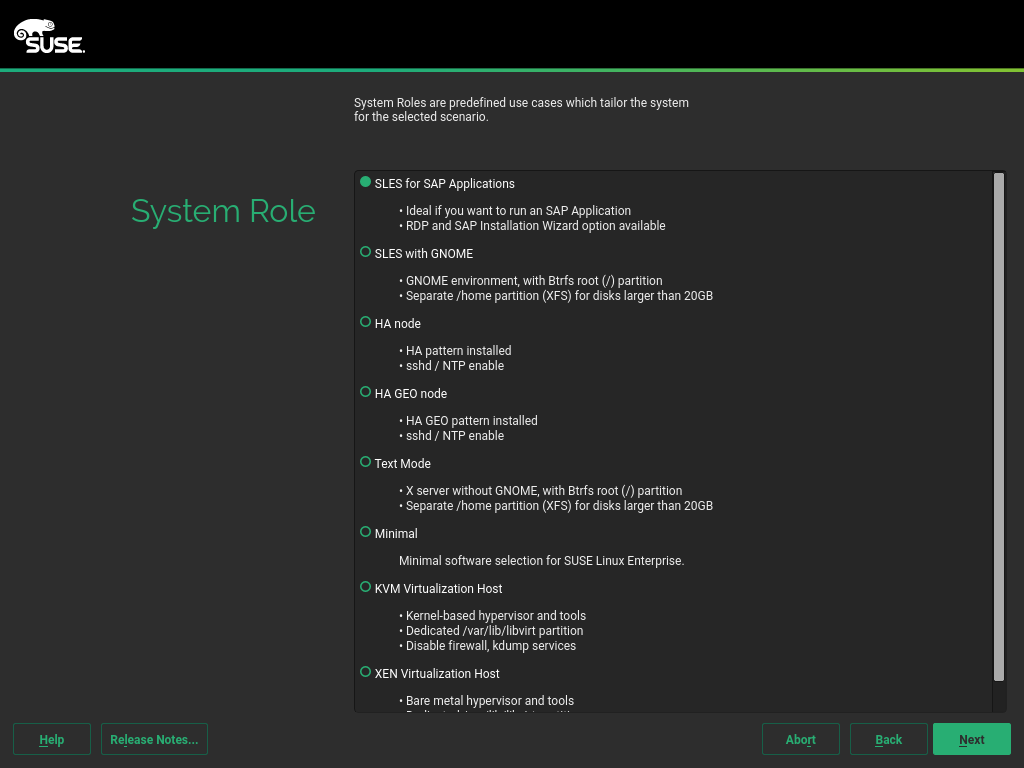 SUSE.
System Roles are predefined use cases which tailor the system
for the selected scenario.
System Role
SLES for SAP Applications
• Ideal if you want to run an SAP Application
• RDP and SAP Installation Wizard option available
SLES with GNOME
• GNOME environment, with Btrfs root (/) partition
• Separate /home partition (XFS) for disks larger than 20GB
HA node
• HA pattern installed
• sshd / NTP enable
HA GEO node
• HA GEO pattern installed
• sshd / NTP enable
Text Mode
• X server without GNOME, with Btrfs root (/) partition
• Separate /home partition (XFS) for disks larger than 20GB
Minimal
Minimal software selection for SUSE Linux Enterprise.
KVM Virtualization Host
• Kernel-based hypervisor and tools
• Dedicated /var/lib/libvirt partition
• Disable firewall, kdump services
XEN Virtualization Host
• Bare metal hypervisor and tools
Help
Release Notes...
Abort
Back
Next